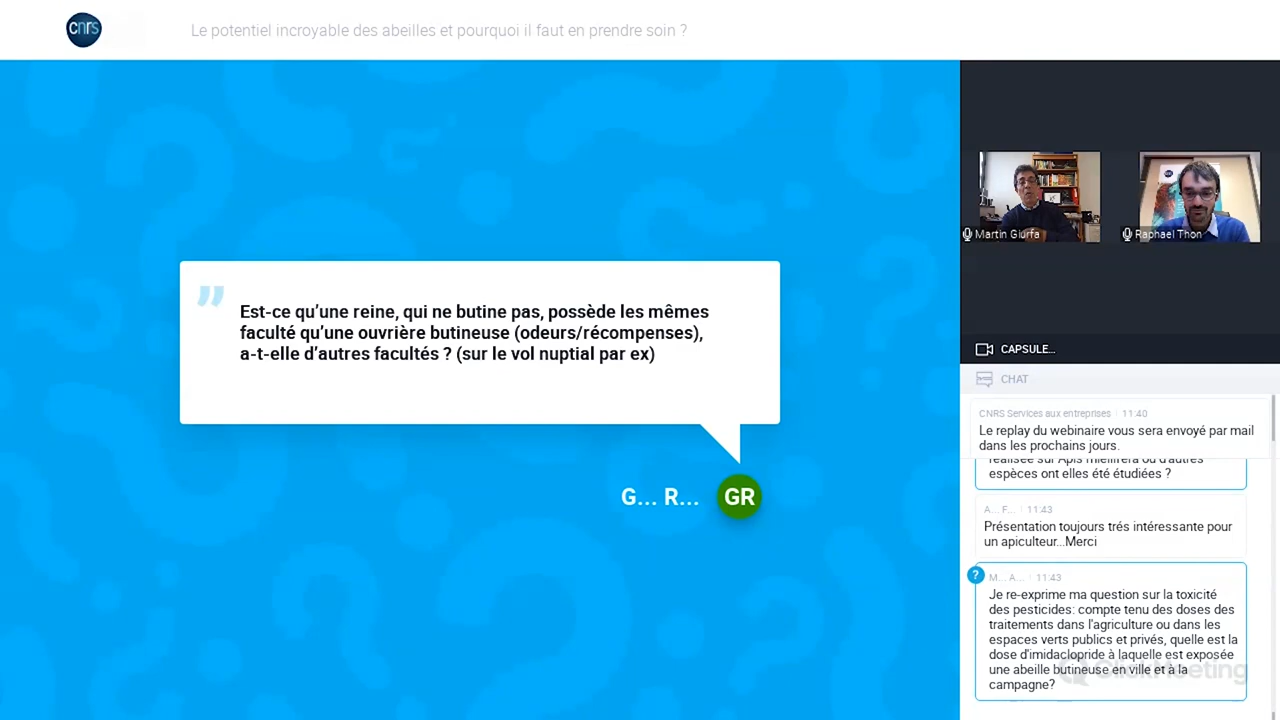 cnrs
Le potentiel incroyable des abeilles et pourquoi il faut en prendre soin ?
Est-ce qu’une reine, qui ne butine pas, possède les mêmes
faculté qu’une ouvrière butineuse (odeurs/récompenses),
a-t-elle d’autres facultés ? (sur le vol nuptial par ex)
G... R...
GR
Martin Giurfa
Raphael Thon
CAPSULE...
CHAT
CNRS Services aux entreprises 11:40
Le replay du webinaire vous sera envoyé par mail
dans les prochains jours.
réalisée sur Apis mellifera ou d'autres
espèces ont elles été étudiées ?
A... F... 11:43
Présentation toujours trés intéressante pour
un apiculteur...Merci
?
M... A... 11:43
Je re-exprime ma question sur la toxicité
des pesticides: compte tenu des doses des
traitements dans l'agriculture ou dans les
espaces verts publics et privés, quelle est la
dose d'imidaclopride à laquelle est exposée
une abeille butineuse en ville et à la
campagne?
ClickMeeting